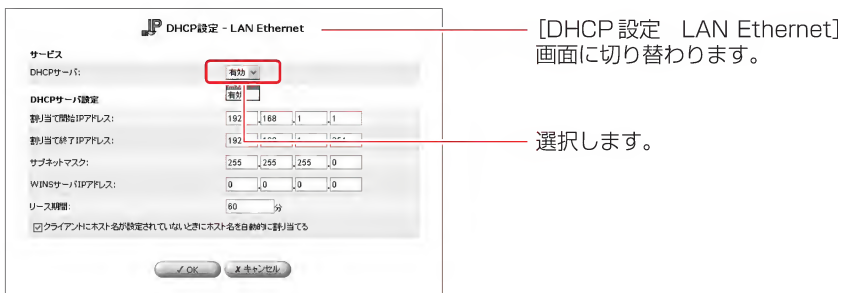 DHCP設定 - LAN Ethernet
[DHCP設定 LAN Ethernet]
画面に切り替わります。
サービス
DHCPサーバ: 有効
有効
DHCPサーバ設定
割り当て開始IPアドレス: 192 .168 .1 .1
割り当て終了IPアドレス: 192
選択します。
サブネットマスク: 255 .255 .255 .0
WINSサーバIPアドレス: 0 .0 .0 .0
リース期間: 60 分
クライアントにホスト名が設定されていないときにホスト名を自動的に割り当てる
✓ OK ✗ キャンセル